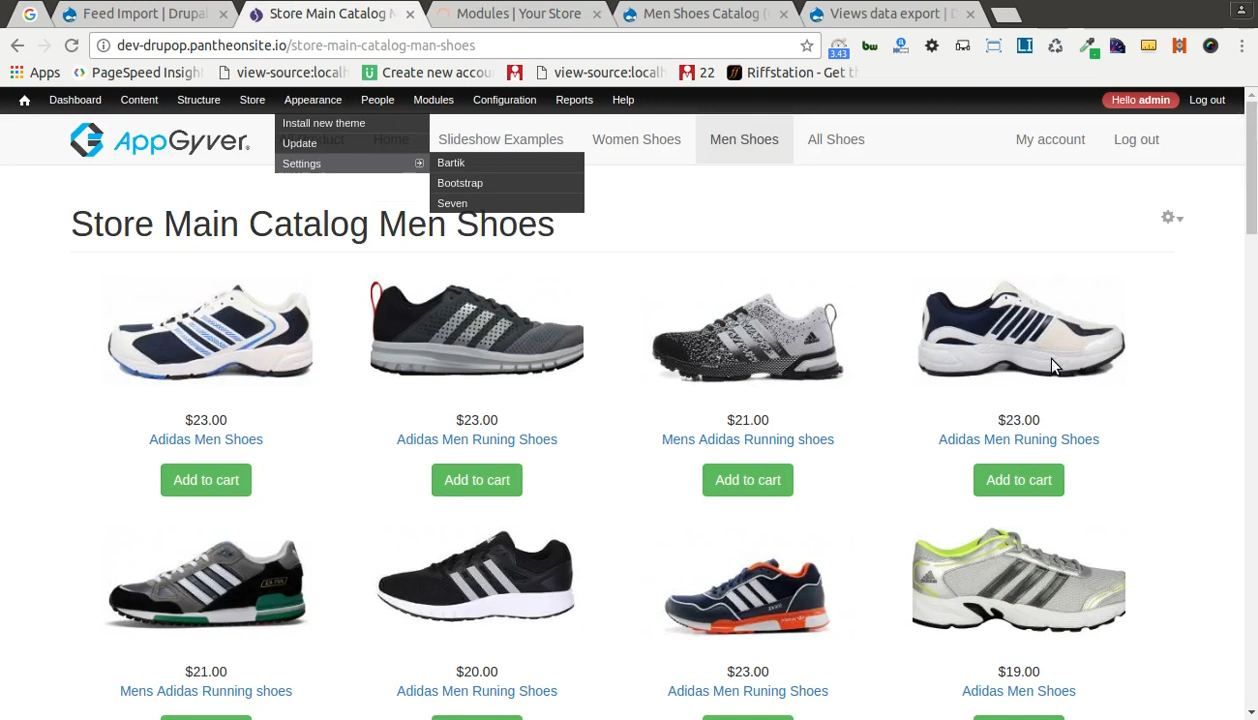 Feed Import | Drupal
Store Main Catalog M
Modules | Your Store
Men Shoes Catalog (
Views data export | D
dev-drupop.pantheonsite.io/store-main-catalog-man-shoes
3.43
bw
LI
Apps
PageSpeed Insigh
view-source:local
Create new accou
view-source:local
22
Riffstation - Get t
Dashboard Content Structure Store Appearance People Modules Configuration Reports Help
Hello admin
Log out
Install new theme
Update
Settings
Bartik
Bootstrap
Seven
AppGyver
Home
Slideshow Examples
Women Shoes
Men Shoes
All Shoes
My account
Log out
Store Main Catalog Men Shoes
$23.00 $23.00 $21.00 $23.00
Adidas Men Shoes Adidas Men Runing Shoes Mens Adidas Running shoes Adidas Men Runing Shoes
Add to cart Add to cart Add to cart Add to cart
$21.00 $20.00 $23.00 $19.00
Mens Adidas Running shoes Adidas Men Runing Shoes Adidas Men Runing Shoes Adidas Men Shoes